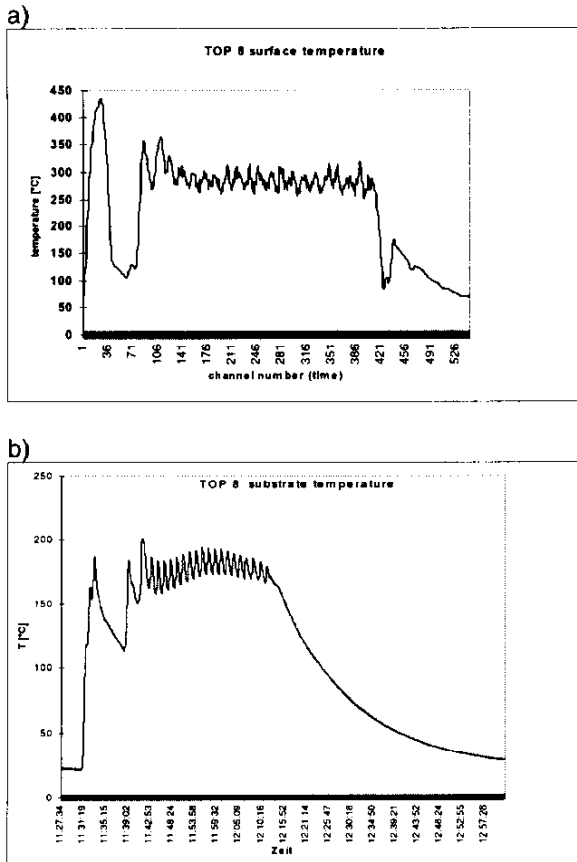 a)
TOP 8 surface temperature
temperature [°C]
450
400
350
300
250
200
150
100
50
0
1 36 71 106 141 176 211 246 281 316 351 386 421 456 491 526
channel number (time)
b)
TOP 8 substrate temperature
T [°C]
250
200
150
100
50
0
11.27.34 11.31.19 11.35.15 11.39.02 11.42.53 11.48.24 11.53.58 11.59.32 12.05.09 12.10.16 12.15.52 12.21.14 12.25.47 12.30.18 12.34.50 12.39.21 12.43.52 12.48.24 12.52.55 12.57.26
Zeit